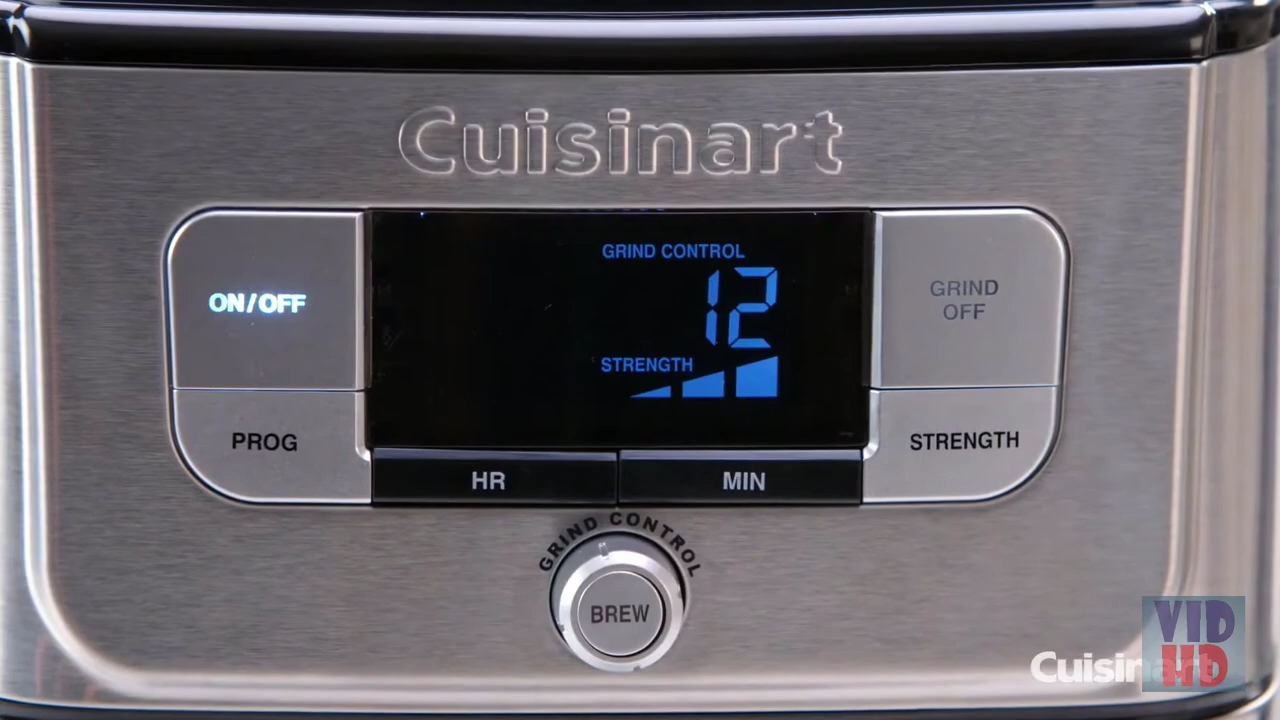 Cuisinart
ON/OFF
GRIND CONTROL
12
STRENGTH
GRIND
OFF
PROG
STRENGTH
HR
MIN
GRIND CONTROL
BREW
Cuisinart
VID
HD